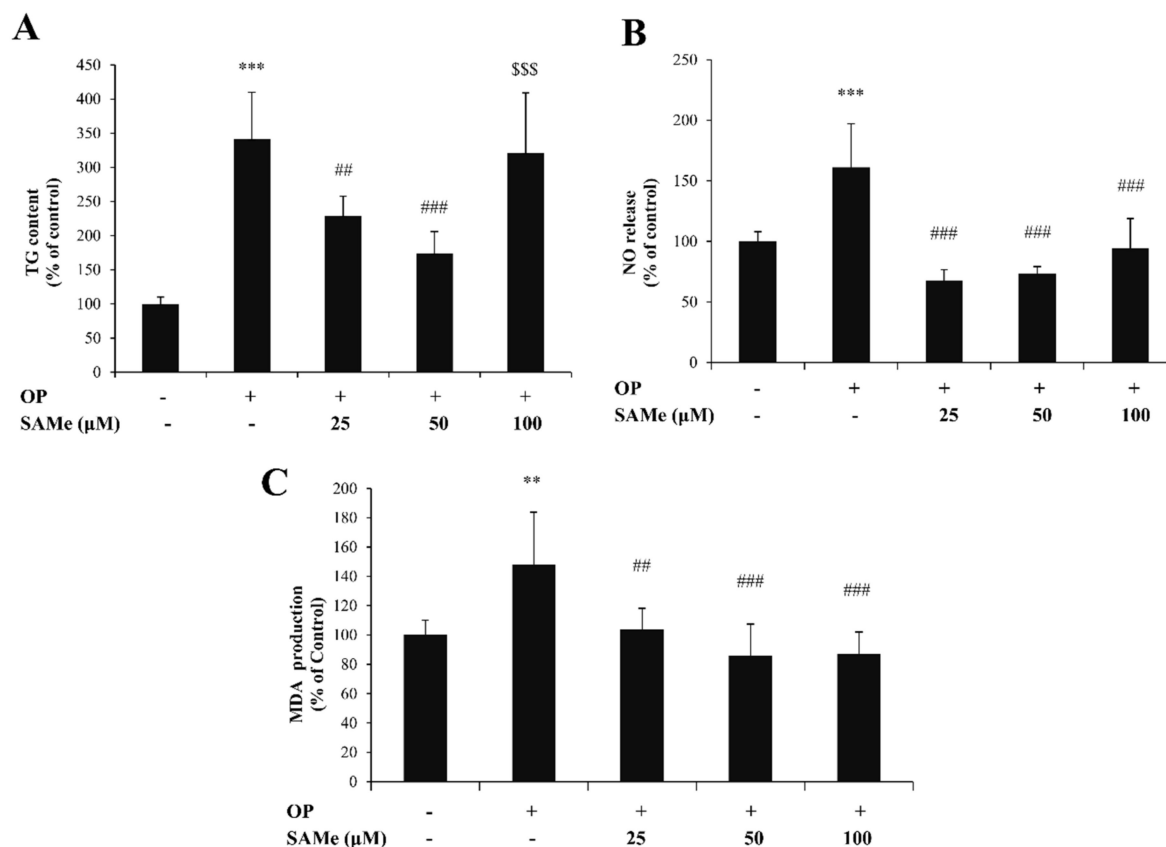 A
TG content
(% of control)
450
400
350
300
250
200
150
100
50
0
***
##
###
$$$
OP - + + + +
SAMe (µM) - - 25 50 100
B
NO release
(% of control)
250
200
150
100
50
0
***
###
###
###
OP - + + + +
SAMe (µM) - - 25 50 100
C
MDA production
(% of Control)
200
180
160
140
120
100
80
60
40
20
0
**
##
###
###
OP - + + + +
SAMe (µM) - - 25 50 100